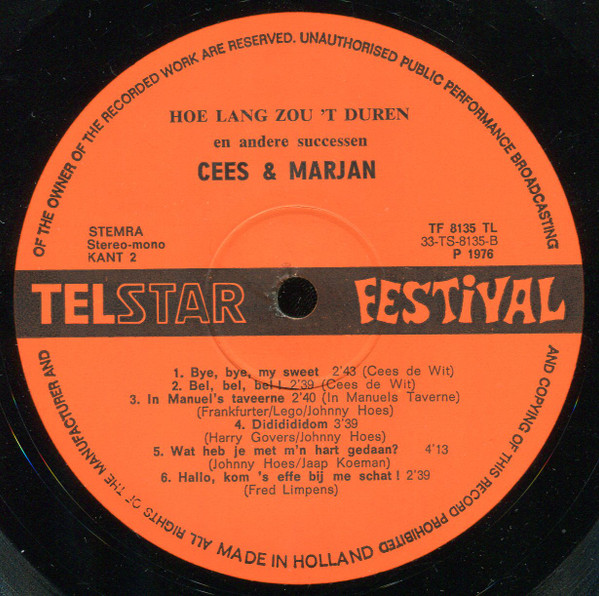 OF THE OWNER OF THE RECORDED WORK ARE RESERVED. UNAUTHORISED PUBLIC PERFORMANCE BROADCASTING
HOE LANG ZOU 'T DUREN
en andere successen
CEES & MARJAN
STEMRA
Stereo-mono
KANT 2
TF 8135 TL
33-TS-8135-B
P 1976
TELSTAR FESTIVAL
1. Bye, bye, my sweet 2'43 (Cees de Wit)
2. Bel, bel, bel ! 2'39 (Cees de Wit)
3. In Manuel's taveerne 2'40 (In Manuels Taverne)
(Frankfurter/Lego/Johnny Hoes)
4. Dididididom 3'39
(Harry Govers/Johnny Hoes)
5. Wat heb je met m'n hart gedaan? 4'13
(Johnny Hoes/Jaap Koeman)
6. Hallo, kom 's effe bij me schat ! 2'39
(Fred Limpens)
AND COPYING OF THIS RECORD PROHIBITED
MADE IN HOLLAND
ALL RIGHTS OF THE MANUFACTURER AND